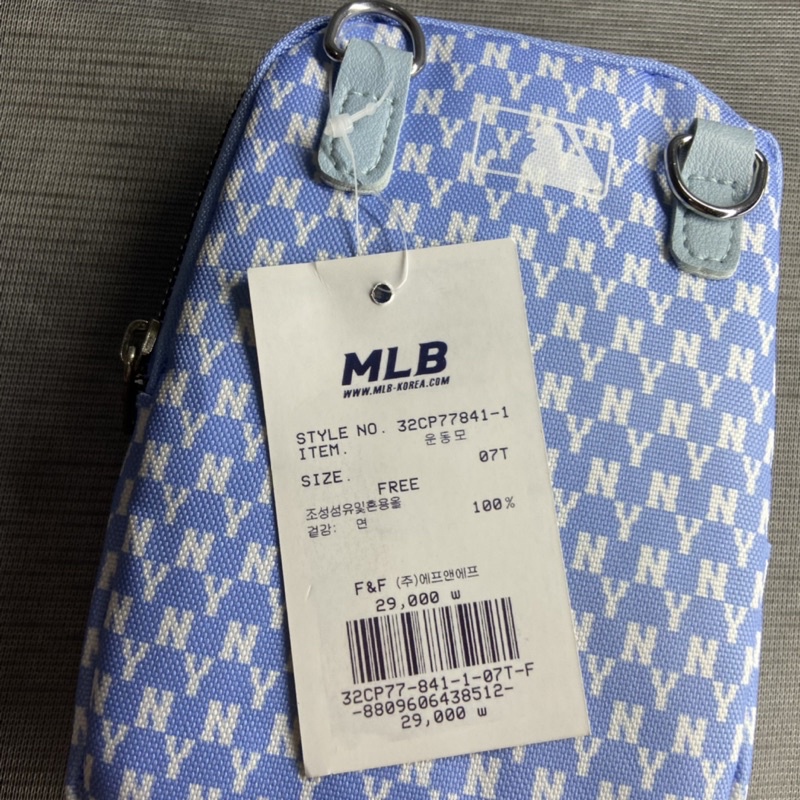 MLB
WWW.MLB-KOREA.COM
STYLE NO. 32CP77841-1
ITEM. 운동모
07T
SIZE. FREE
조성섬유및혼용율
겉감: 면 100%
F&F (주)에프앤에프
29,000 w
32CP77-841-1-07T-F
-8809606438512-
29,000 w